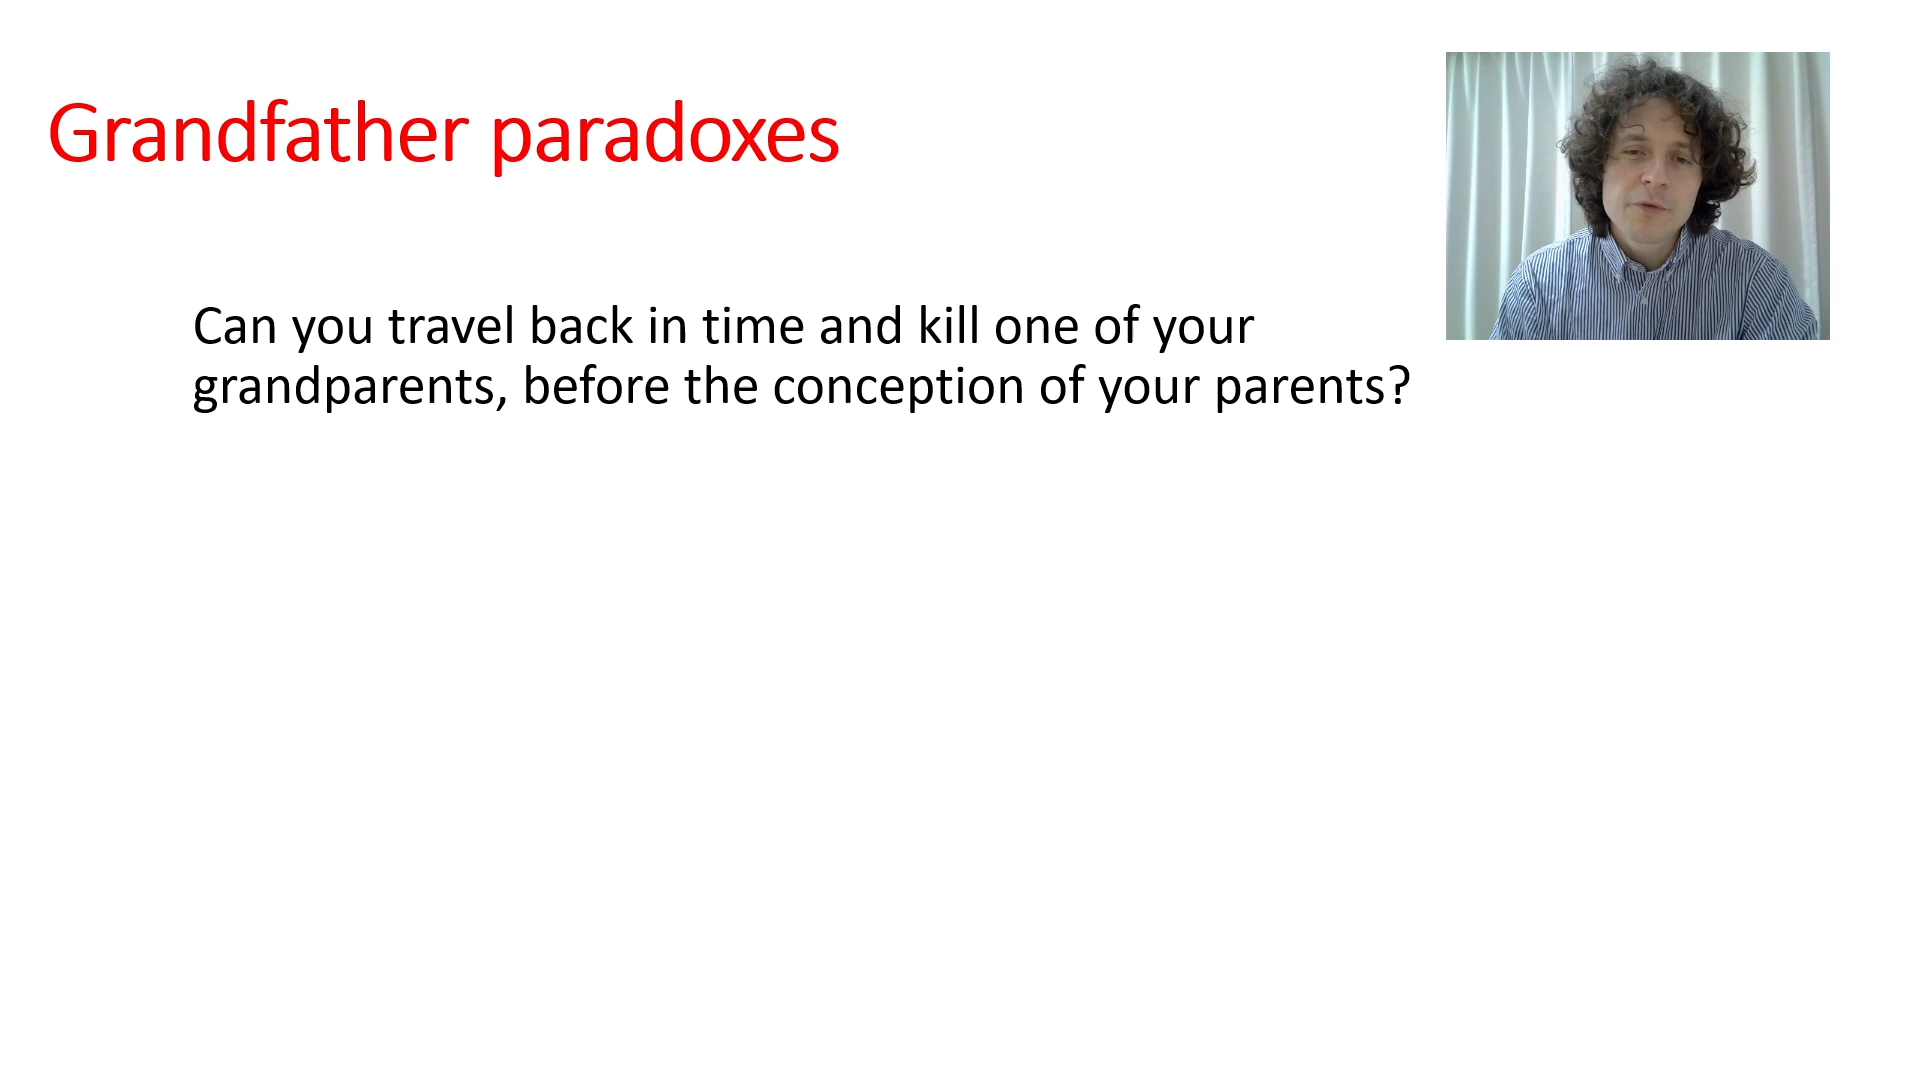 Grandfather paradoxes
Can you travel back in time and kill one of your
grandparents, before the conception of your parents?